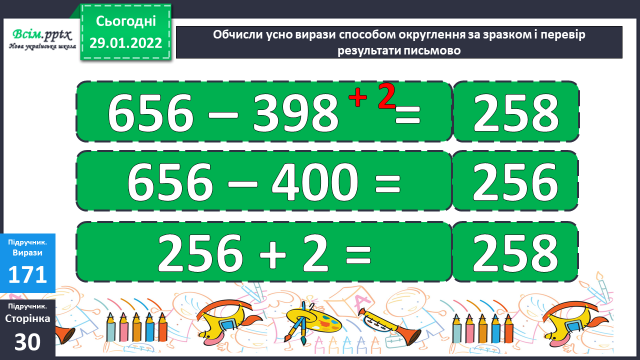 Всім.pptx
Нова українська школа
Сьогодні
29.01.2022
Обчисли усно вирази способом округлення за зразком і перевір
результати письмово
656 – 398 + 2 = 258
656 – 400 = 256
256 + 2 = 258
Підручник.
Вирази
171
Підручник.
Сторінка
30